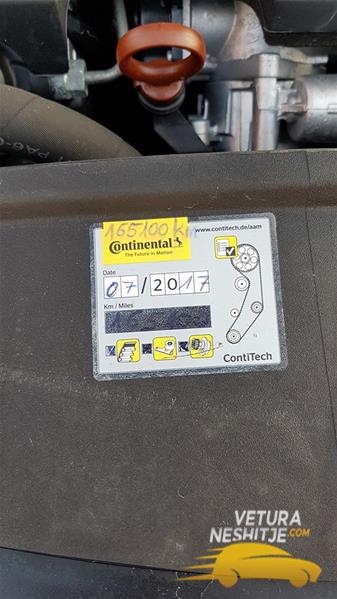 165100 km
www.contitech.de/aam
Continental
The Future in Motion
Date
07/2017
Km / Miles
ContiTech
VETURA
NESHITJE.COM